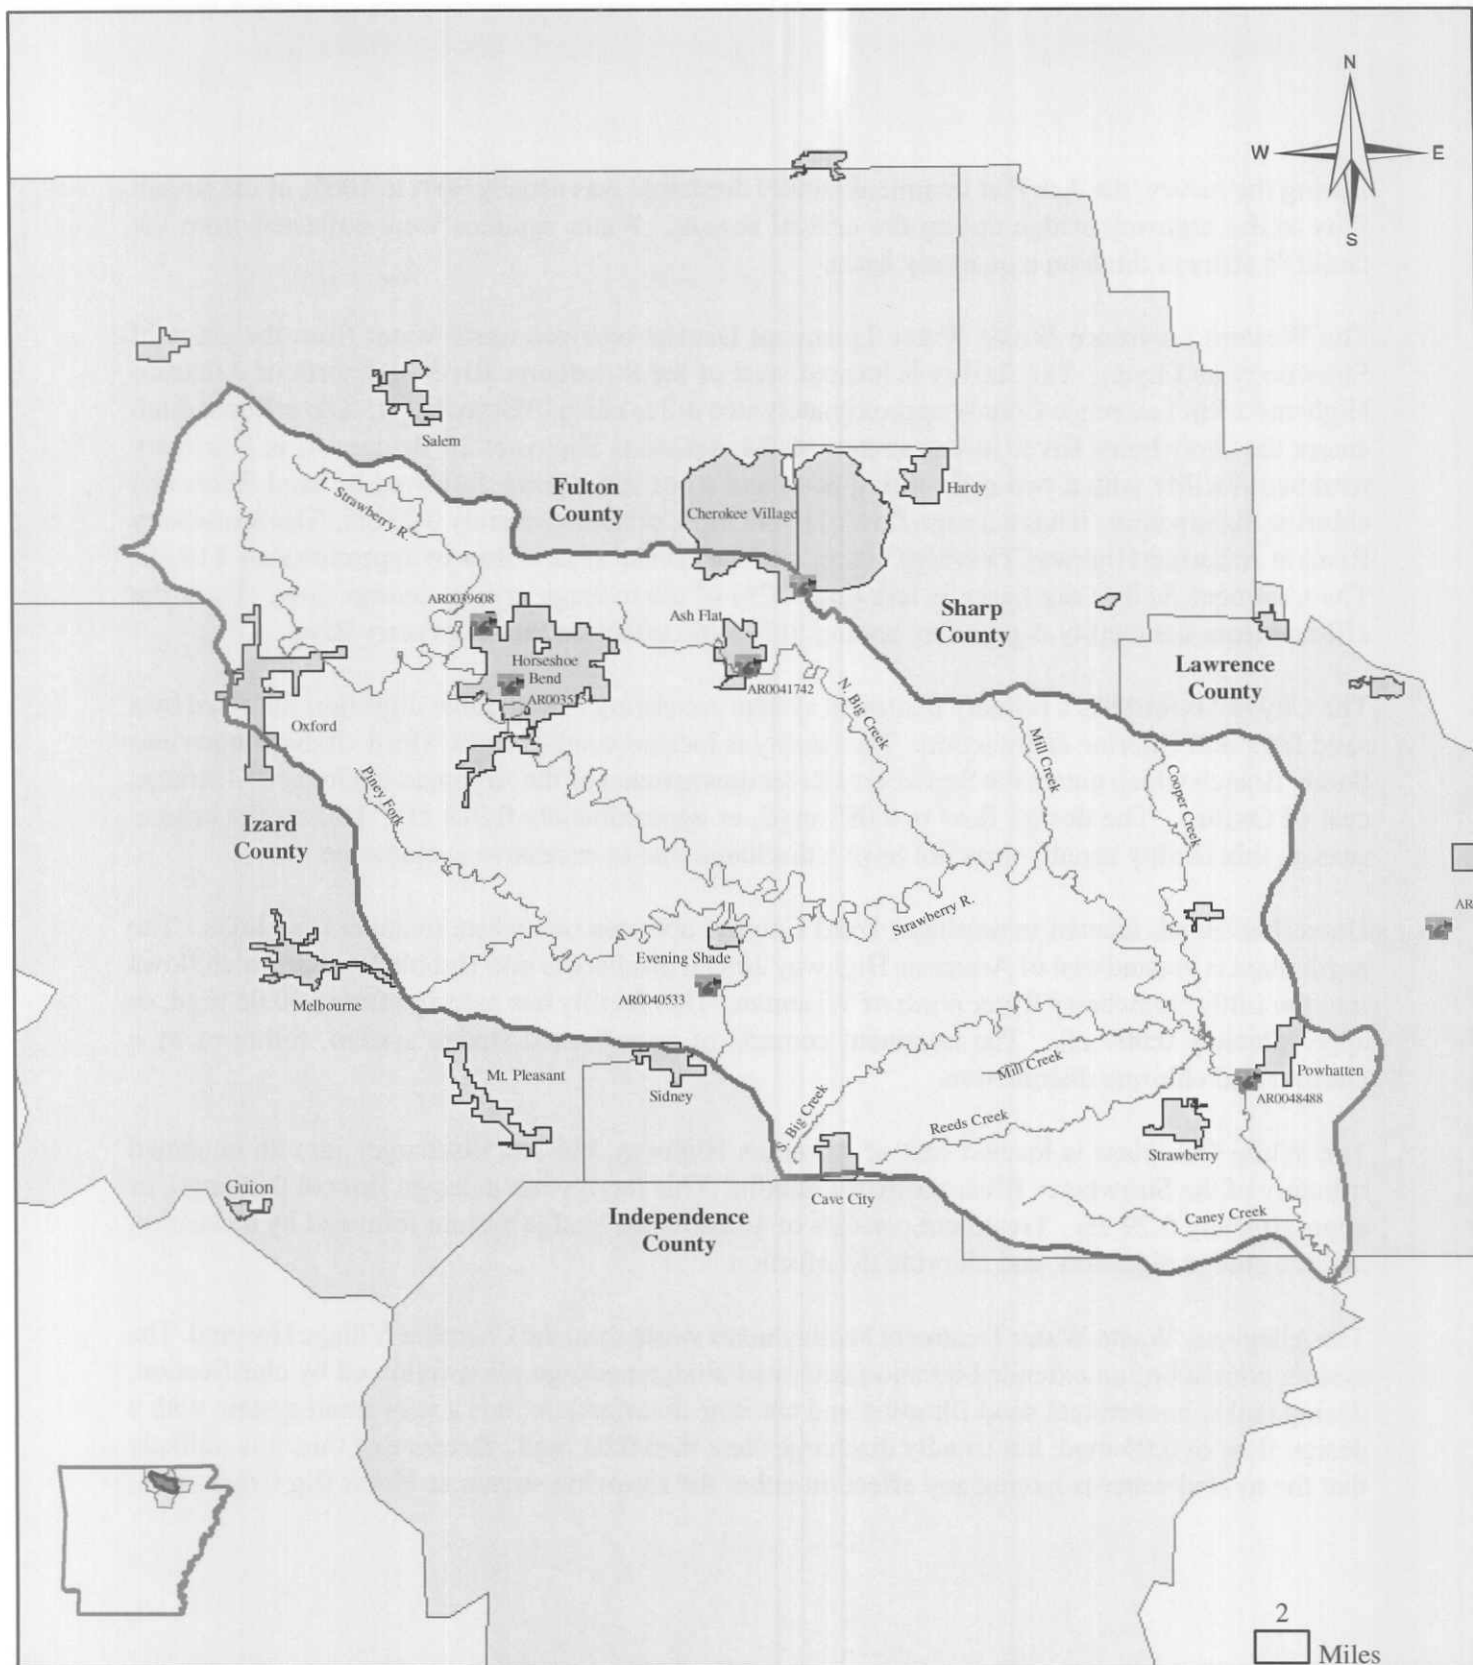 N
W E
S
Salem
L. Strawberry R.
Fulton
County
Cherokee Village
Hardy
AR0039608
Ash Flat
Sharp
County
Lawrence
County
Horseshoe
Bend
AR0041742
Oxford
N. Big Creek
Mill Creek
Cooper Creek
Piney Fork
Izard
County
Strawberry R.
AR
Evening Shade
AR0040533
Melbourne
Mt. Pleasant
Sidney
Mill Creek
Powhatten
AR0048488
S. Big Creek
Reeds Creek
Strawberry
Guion
Cave City
Caney Creek
Independence
County
2
Miles